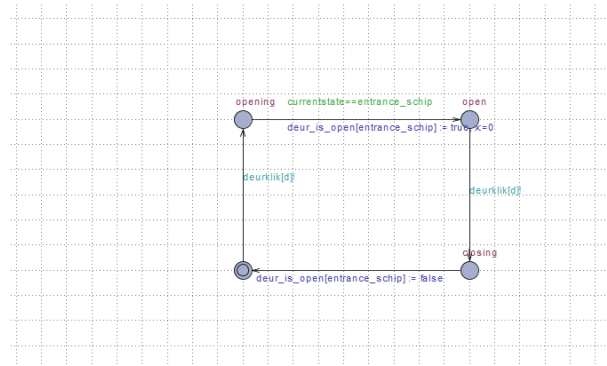 opening currentstate==entrance_schip open
deur_is_open[entrance_schip] := true, x:=0
deurklik[d]!
deurklik[d]!
closing
deur_is_open[entrance_schip] := false